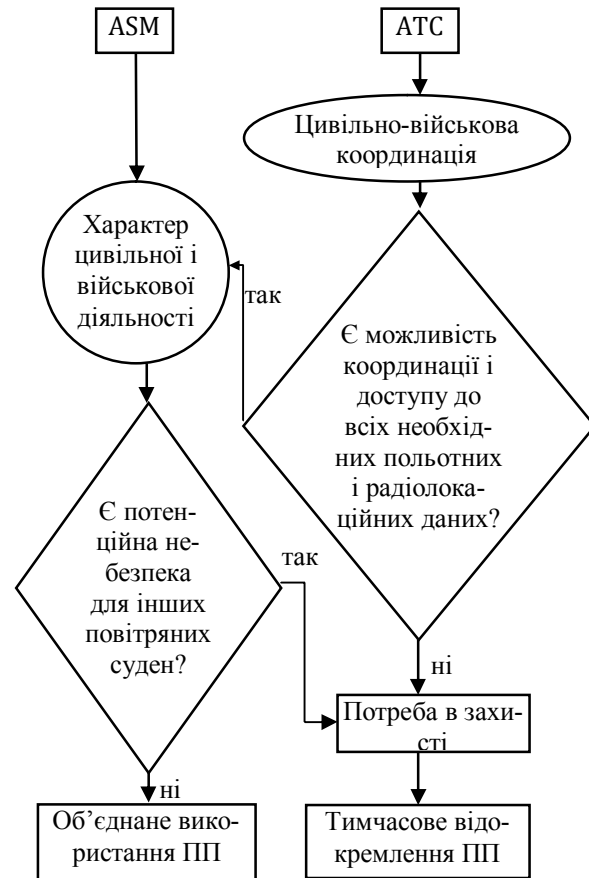 ASM
ATC
Цивільно-військова
координація
Характер
цивільної і
військової
діяльності
так
Є можливість
координації і
доступу до
всіх необхід-
них польотних
і радіолока-
ційних даних?
Є потен-
ційна не-
безпека
для інших
повітряних
суден?
так
ні
Потреба в захи-
сті
ні
Об’єднане вико-
ристання ПП
Тимчасове відо-
кремлення ПП